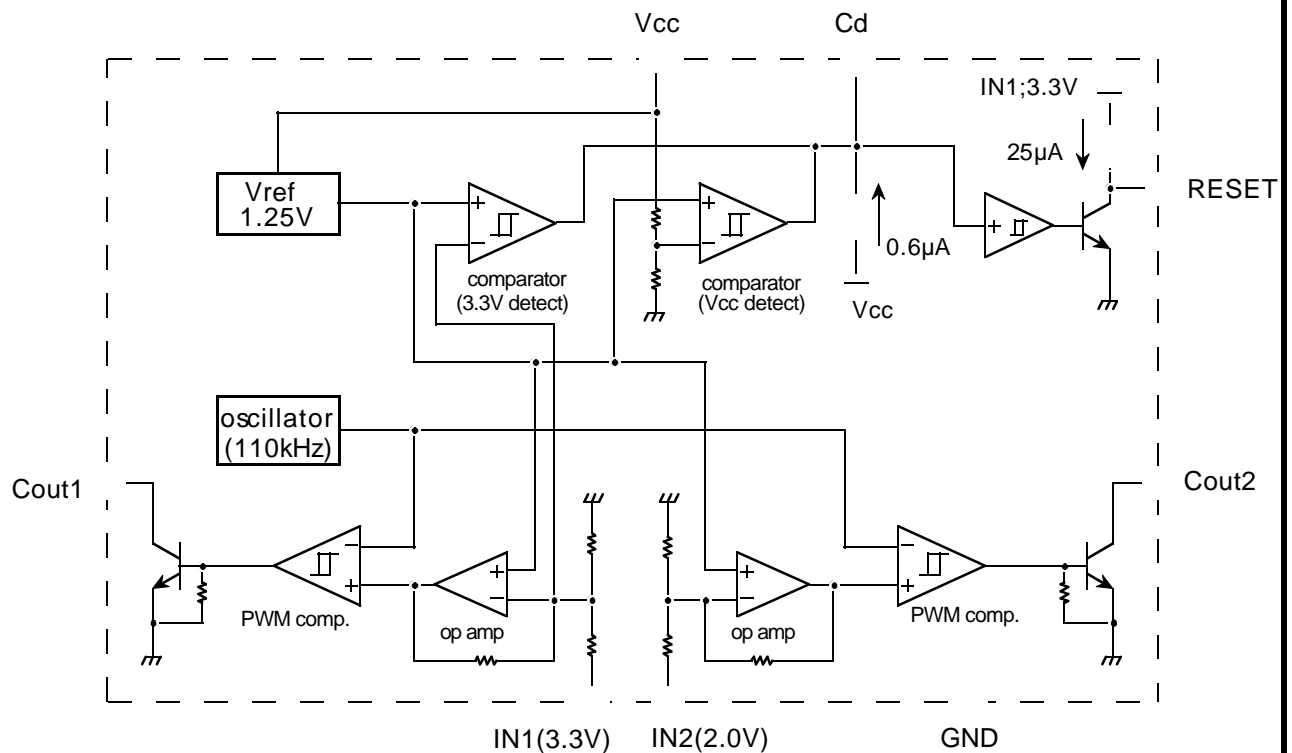 Vcc
Cd
IN1;3.3V
25µA
RESET
Vref
1.25V
+
−
+
−
+
0.6µA
comparator
(3.3V detect)
comparator
(Vcc detect)
Vcc
oscillator
(110kHz)
Cout1
Cout2
−
+
+
−
+
−
−
+
PWM comp.
op amp
op amp
PWM comp.
IN1(3.3V)
IN2(2.0V)
GND